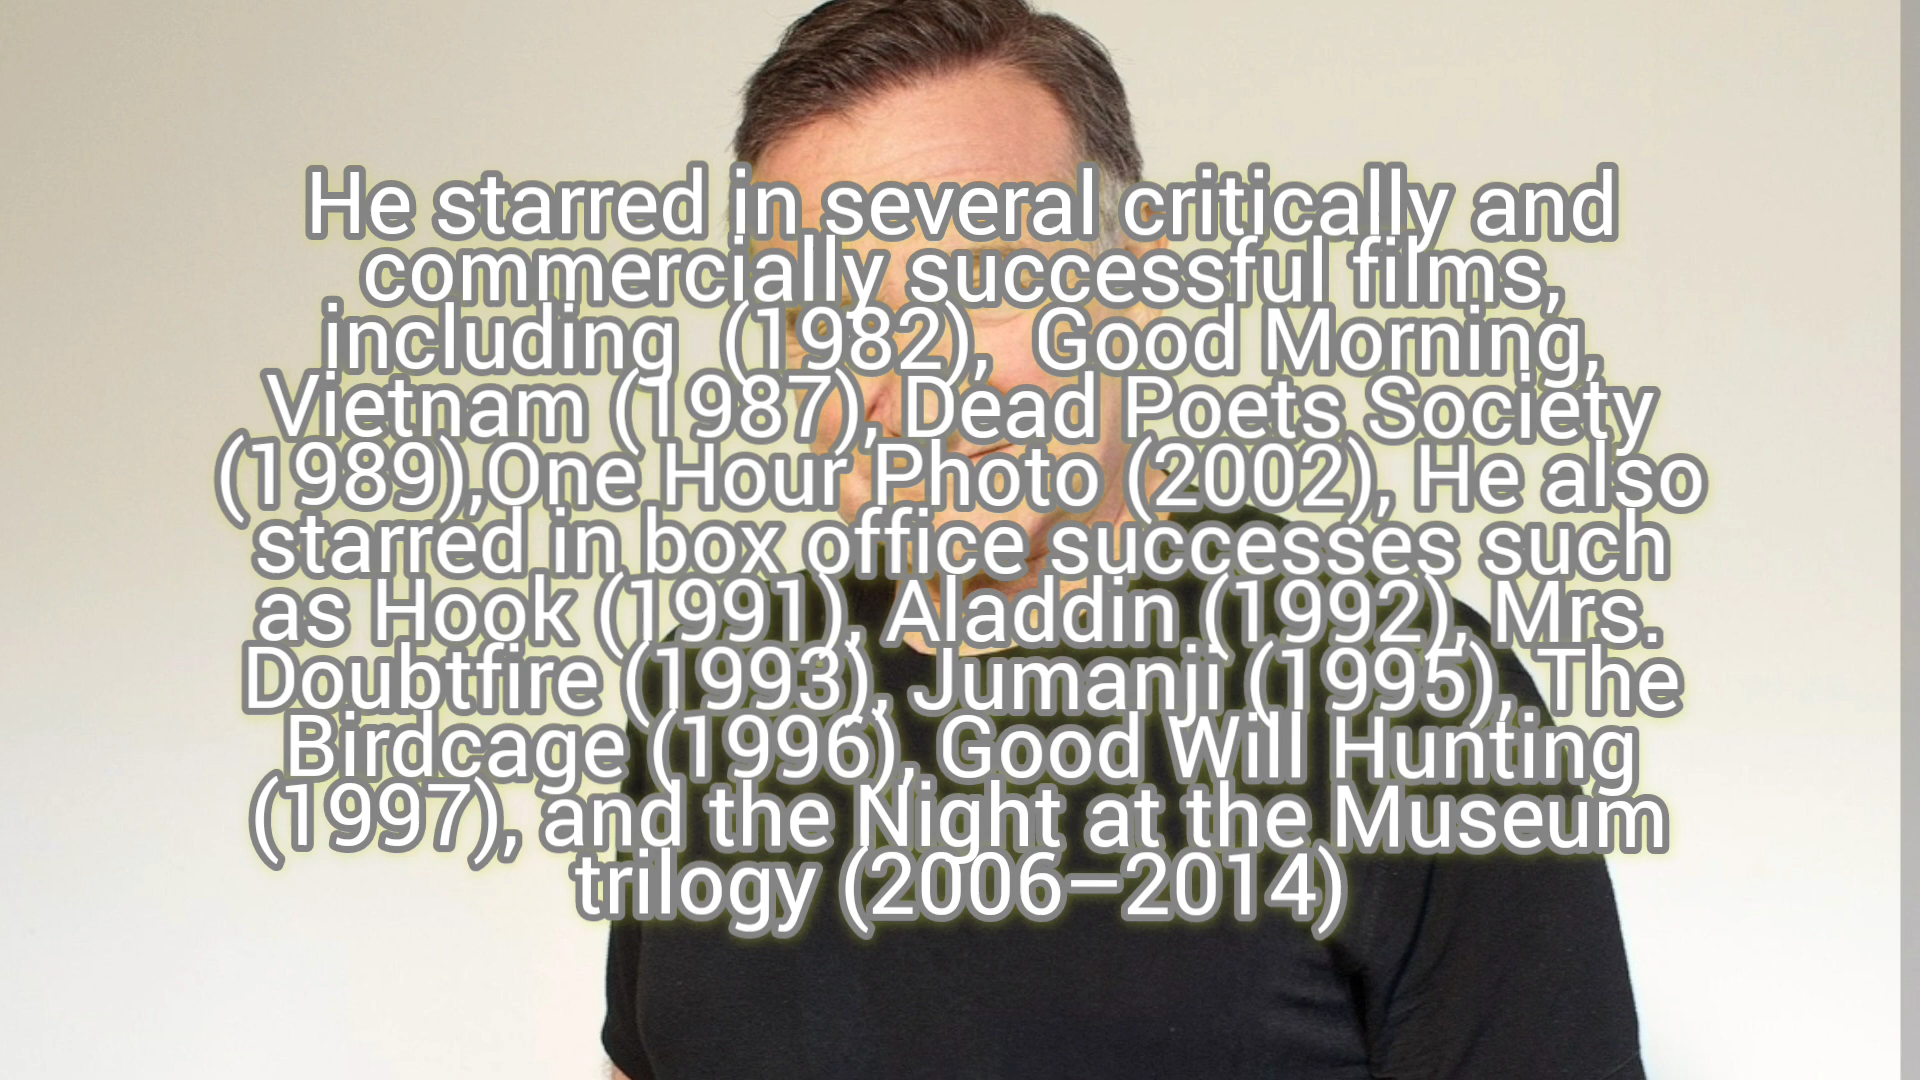 He starred in several critically and
commercially successful films,
including  (1982),  Good Morning,
Vietnam (1987), Dead Poets Society
(1989),One Hour Photo (2002), He also
starred in box office successes such
as Hook (1991), Aladdin (1992), Mrs.
Doubtfire (1993), Jumanji (1995), The
Birdcage (1996), Good Will Hunting
(1997), and the Night at the Museum
trilogy (2006–2014)